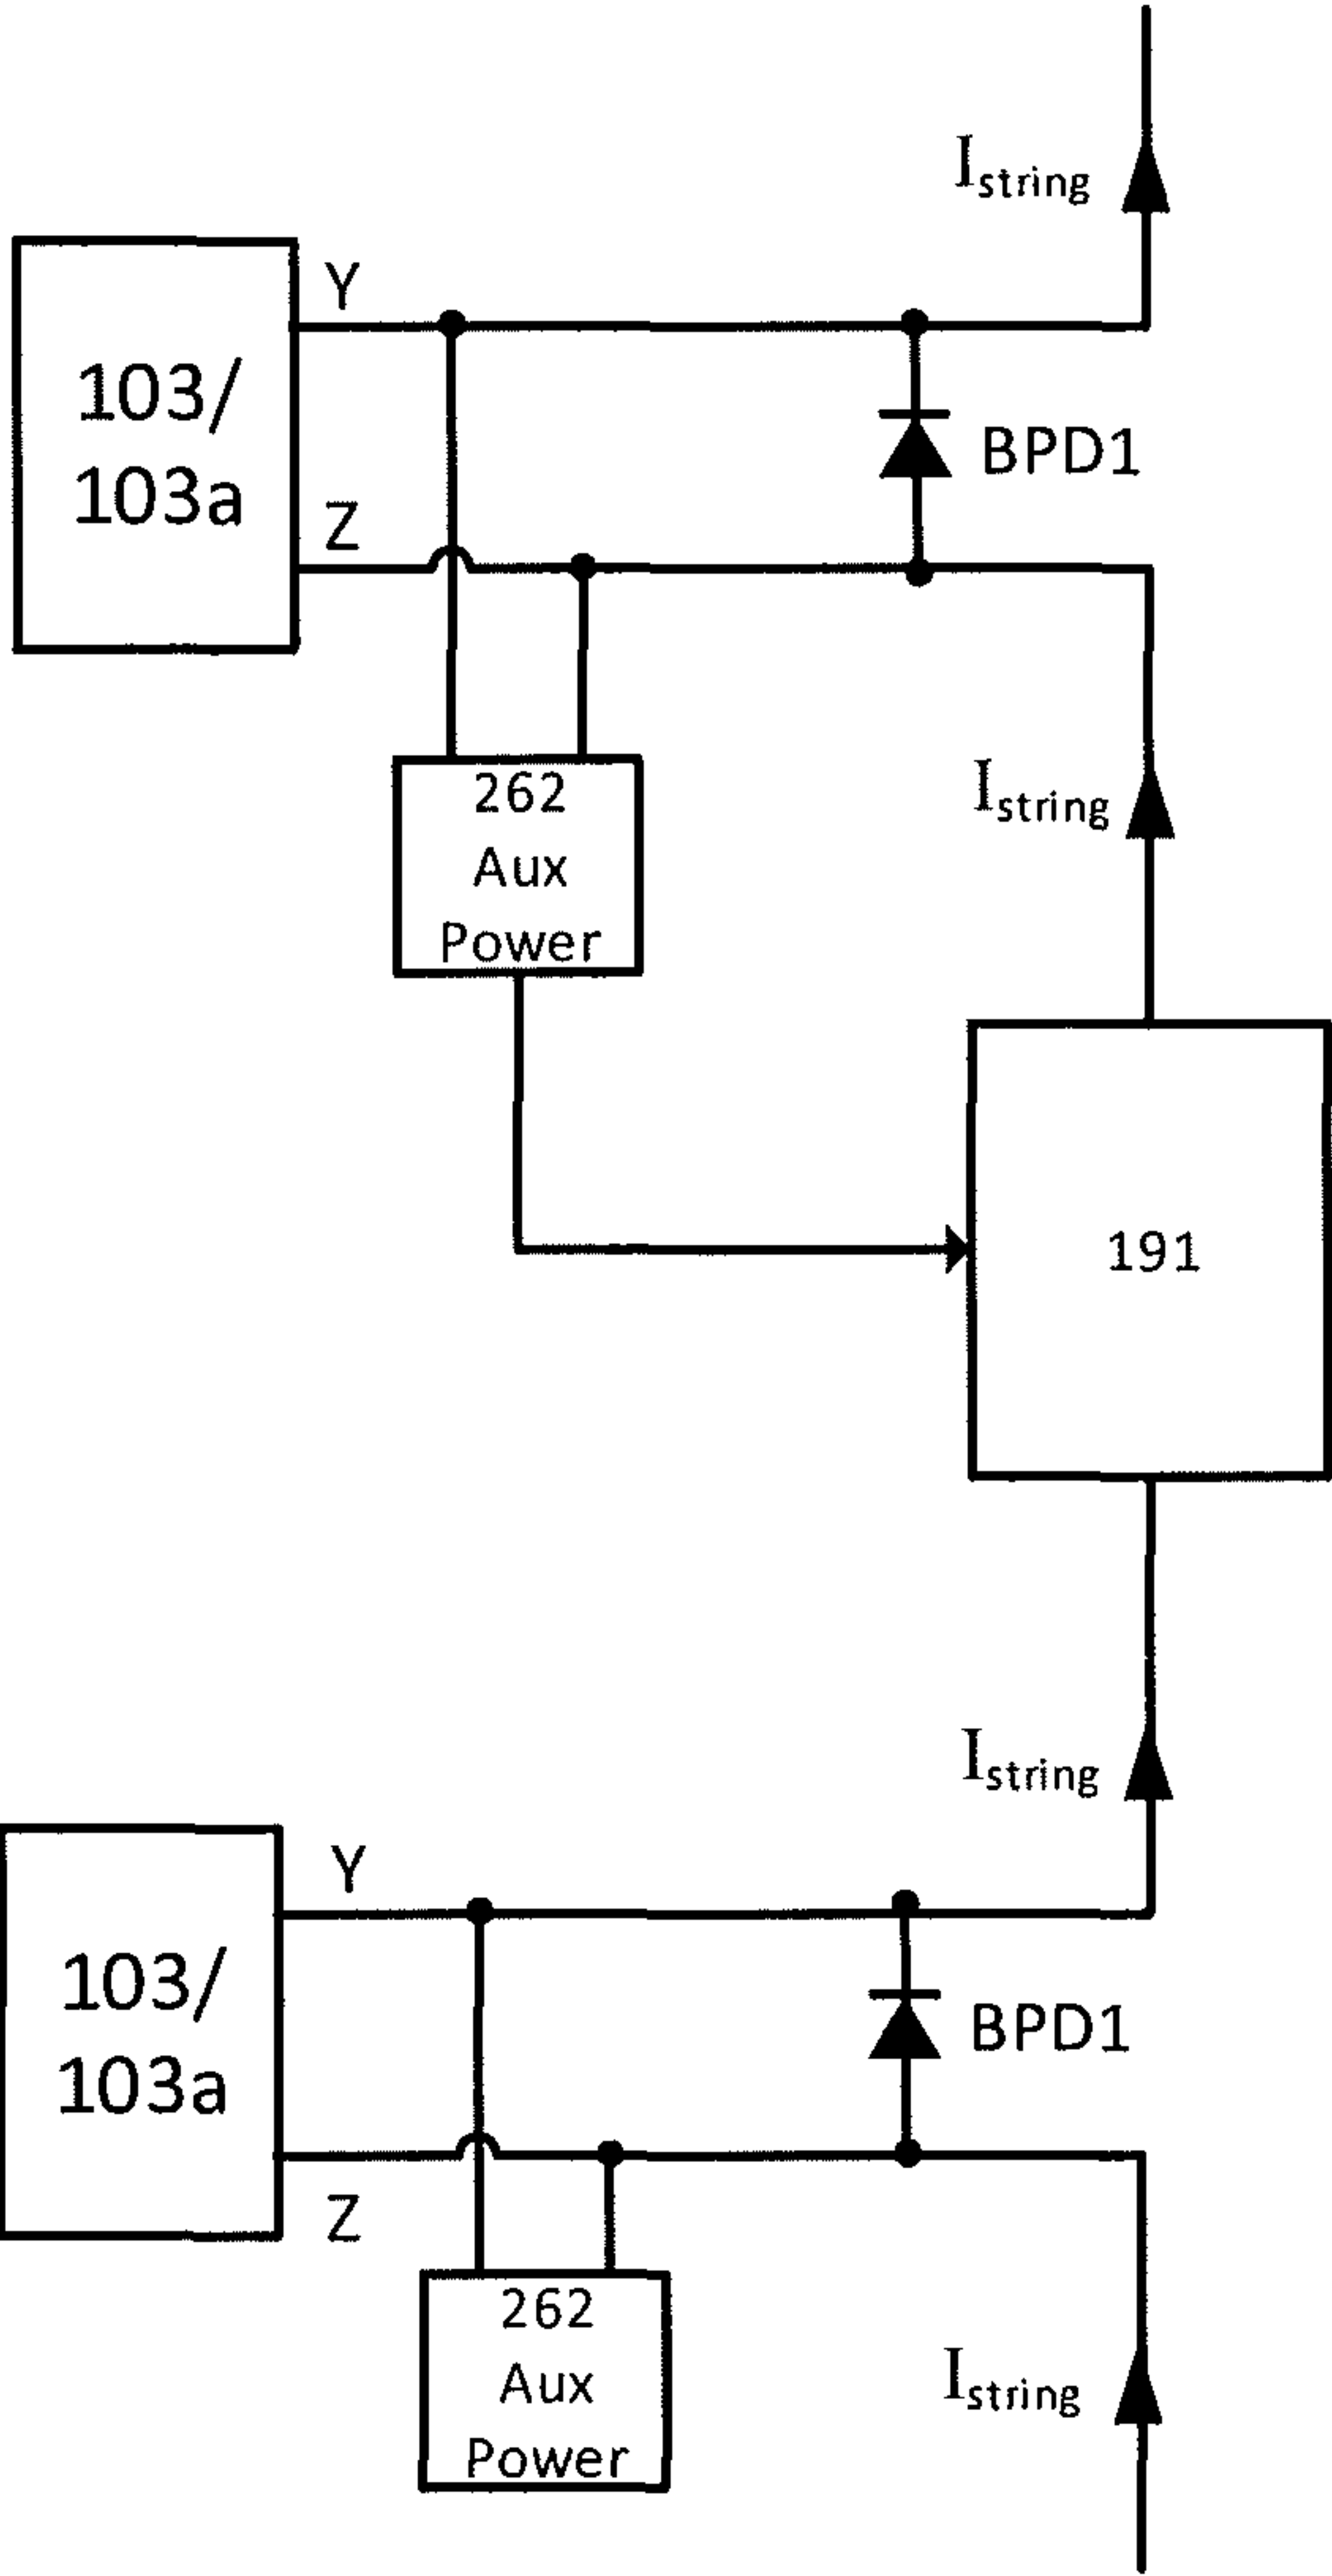 I_string
Y
103/
103a
BPD1
Z
262
Aux
Power
I_string
191
I_string
Y
103/
103a
BPD1
Z
262
Aux
Power
I_string